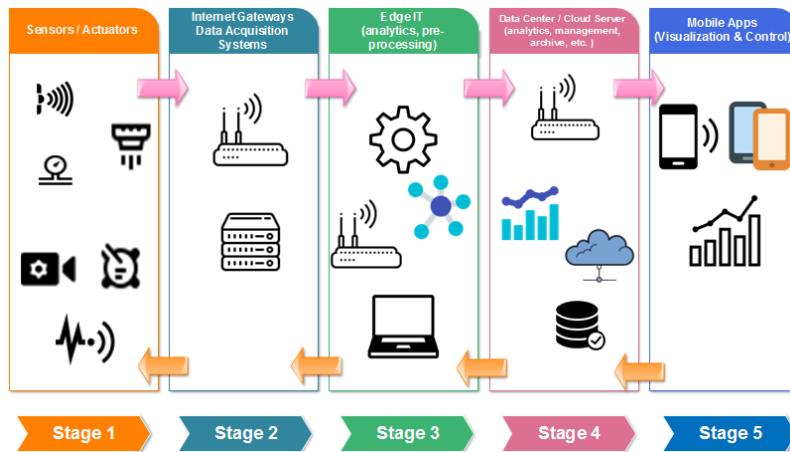 Sensors / Actuators
Internet Gateways
Data Acquisition
Systems
Edge IT
(analytics, pre-
processing)
Data Center / Cloud Server
(analytics, management,
archive, etc. )
Mobile Apps
(Visualization & Control)
Stage 1
Stage 2
Stage 3
Stage 4
Stage 5